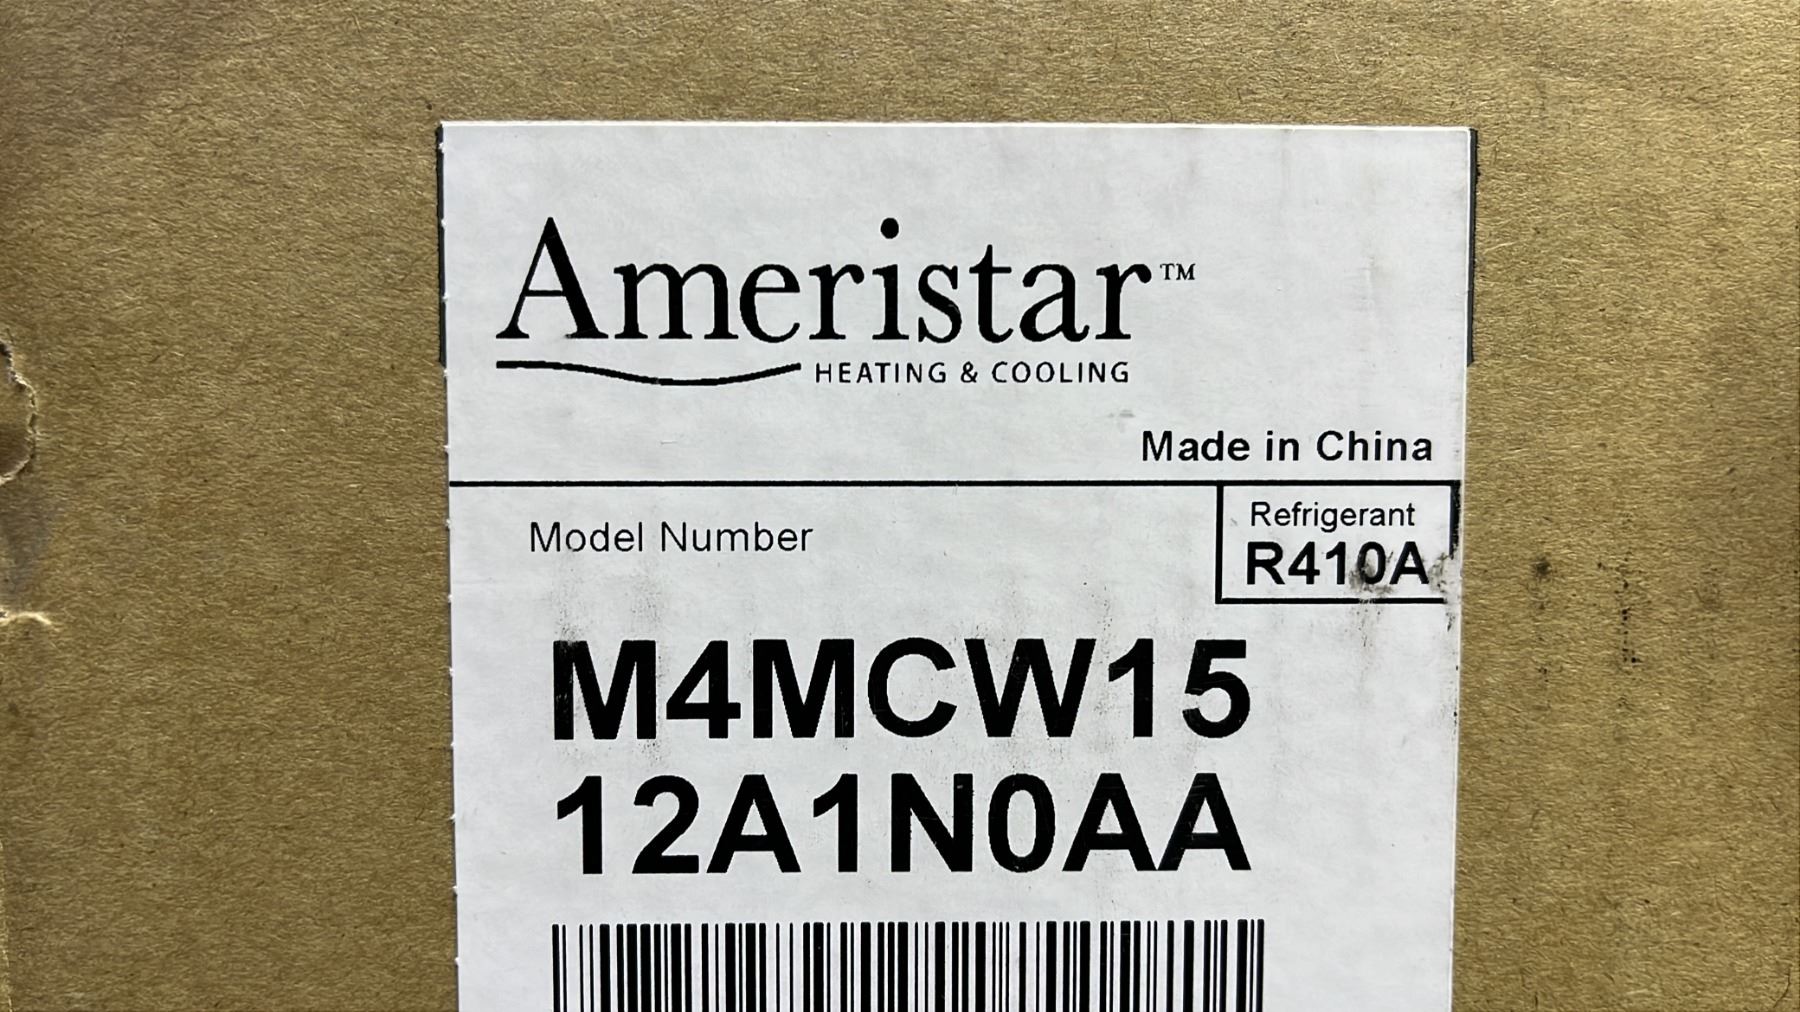 Ameristar™
HEATING & COOLING
Made in China
Model Number
Refrigerant
R410A
M4MCW15
12A1N0AA